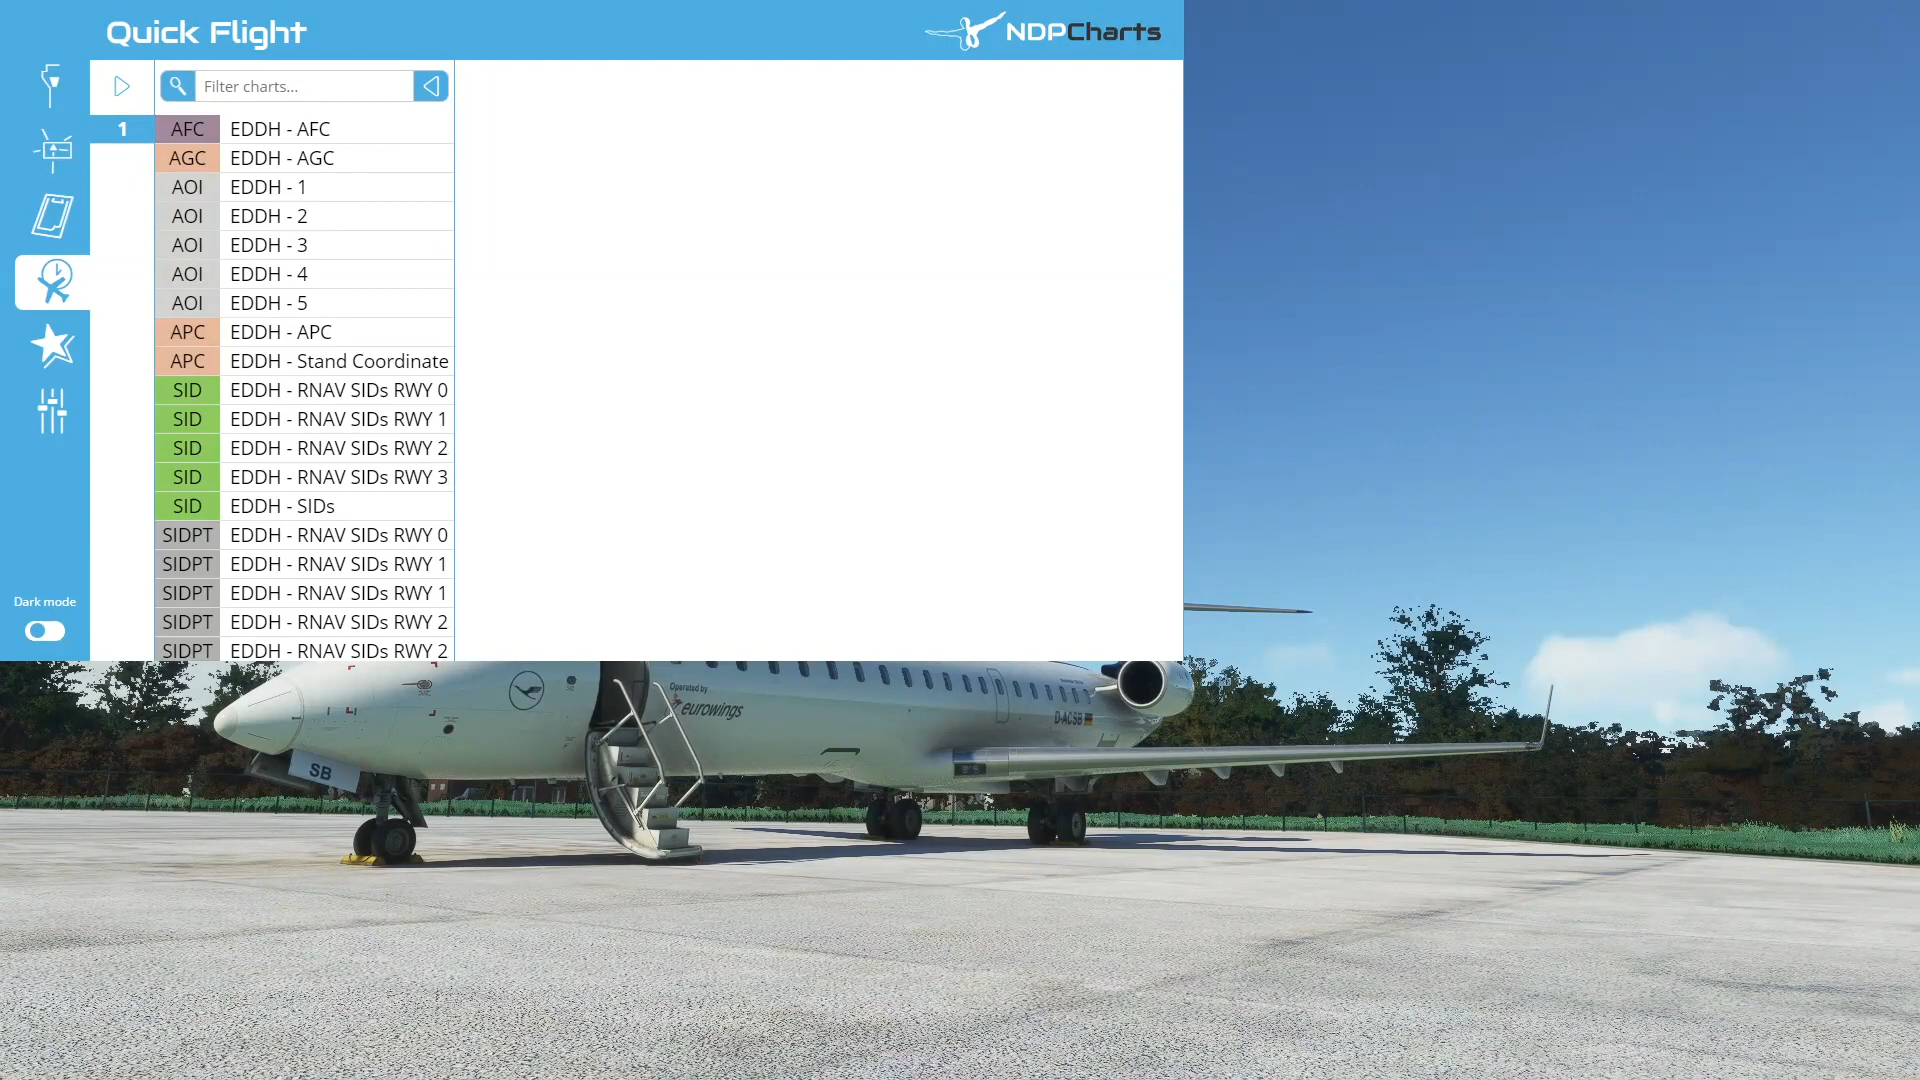 Quick Flight
NDPCharts
Filter charts...
1
AFC EDDH - AFC
AGC EDDH - AGC
AOI EDDH - 1
AOI EDDH - 2
AOI EDDH - 3
AOI EDDH - 4
AOI EDDH - 5
APC EDDH - APC
APC EDDH - Stand Coordinate
SID EDDH - RNAV SIDs RWY 0
SID EDDH - RNAV SIDs RWY 1
SID EDDH - RNAV SIDs RWY 2
SID EDDH - RNAV SIDs RWY 3
SID EDDH - SIDs
SIDPT EDDH - RNAV SIDs RWY 0
SIDPT EDDH - RNAV SIDs RWY 1
SIDPT EDDH - RNAV SIDs RWY 1
SIDPT EDDH - RNAV SIDs RWY 2
SIDPT EDDH - RNAV SIDs RWY 2
Dark mode
Operated by
eurowings
D-ACSB
SB